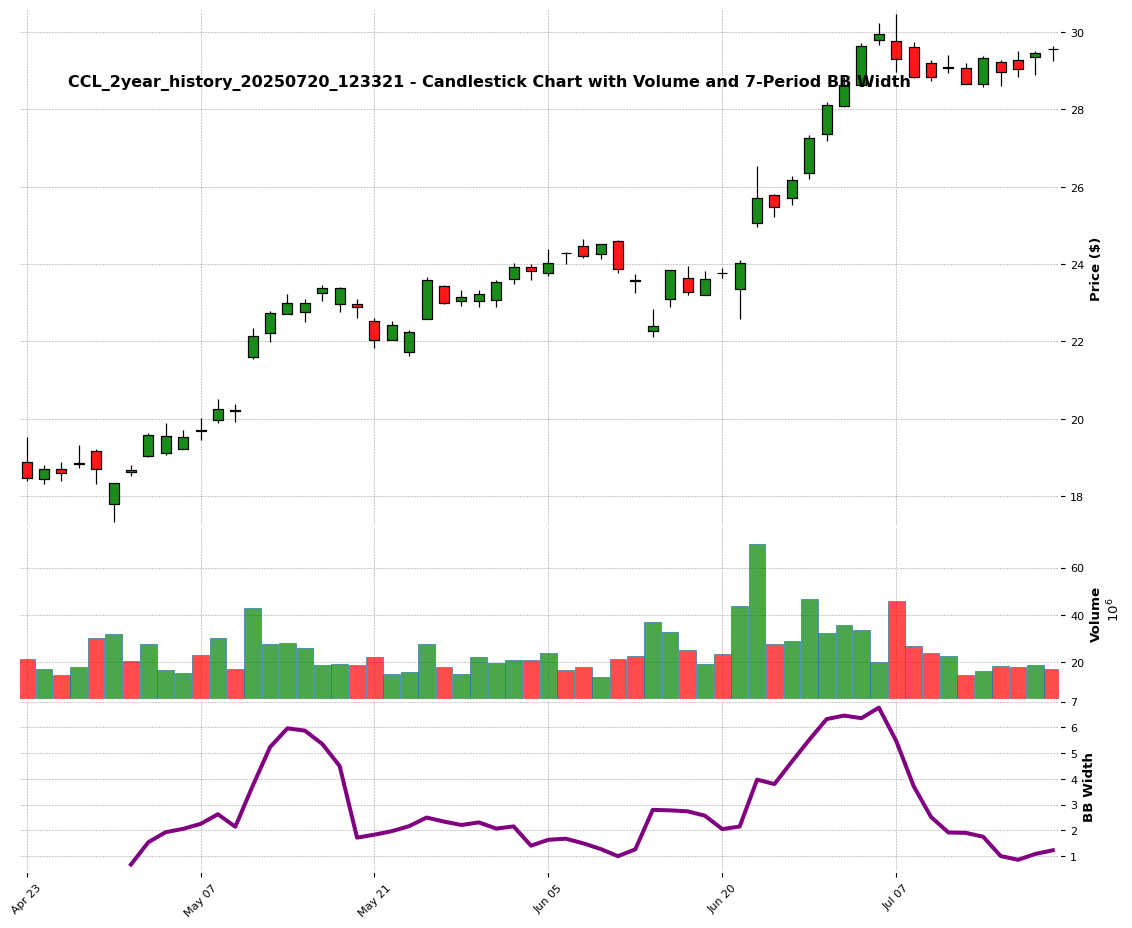 CCL_2year_history_20250720_123321 - Candlestick Chart with Volume and 7-Period BB Width
30
28
26
24
22
20
18
Price ($)
60
40
20
Volume
10^6
7
6
5
4
3
2
1
BB Width
Apr 23
May 07
May 21
Jun 05
Jun 20
Jul 07